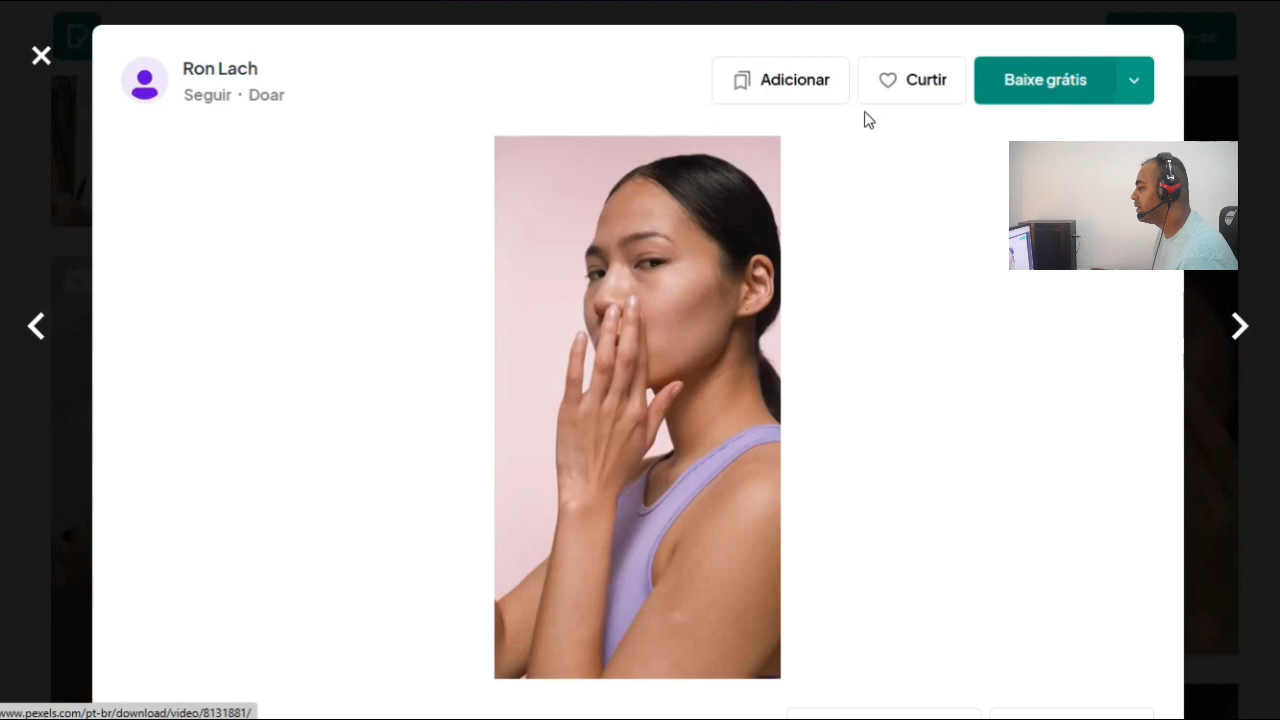 Ron Lach
Seguir · Doar
Adicionar
Curtir
Baixe grátis
www.pexels.com/pt-br/download/video/8131881/